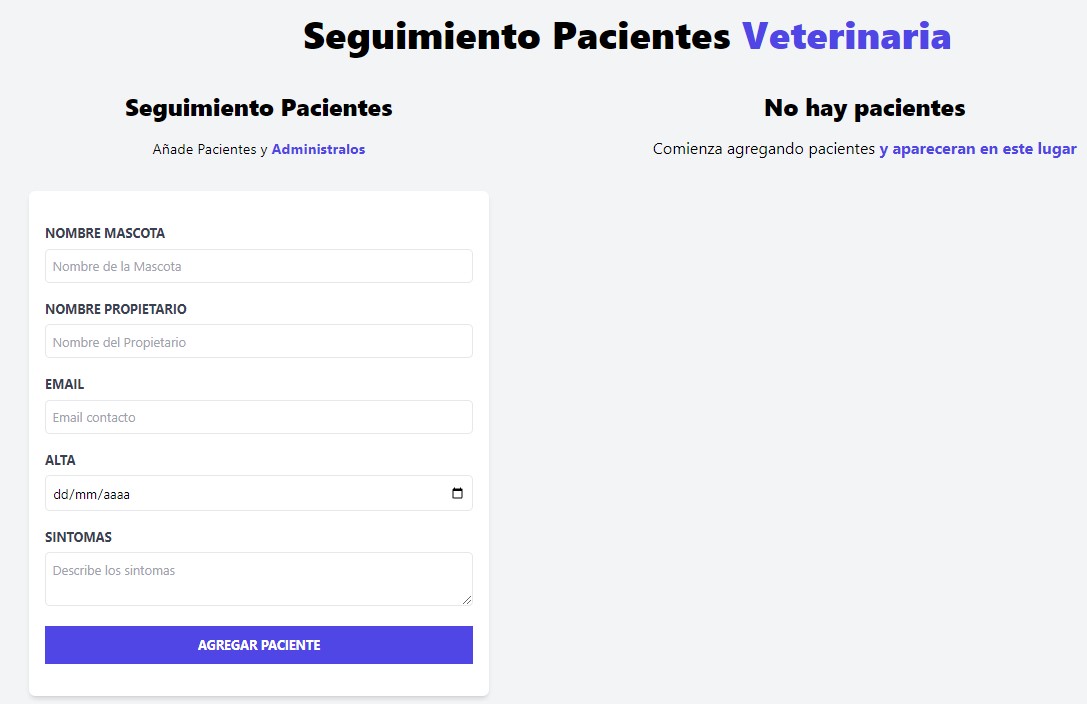 Seguimiento Pacientes Veterinaria
Seguimiento Pacientes
Añade Pacientes y Administralos
NOMBRE MASCOTA
Nombre de la Mascota
NOMBRE PROPIETARIO
Nombre del Propietario
EMAIL
Email contacto
ALTA
dd/mm/aaaa
SINTOMAS
Describe los sintomas
AGREGAR PACIENTE
No hay pacientes
Comienza agregando pacientes y apareceran en este lugar